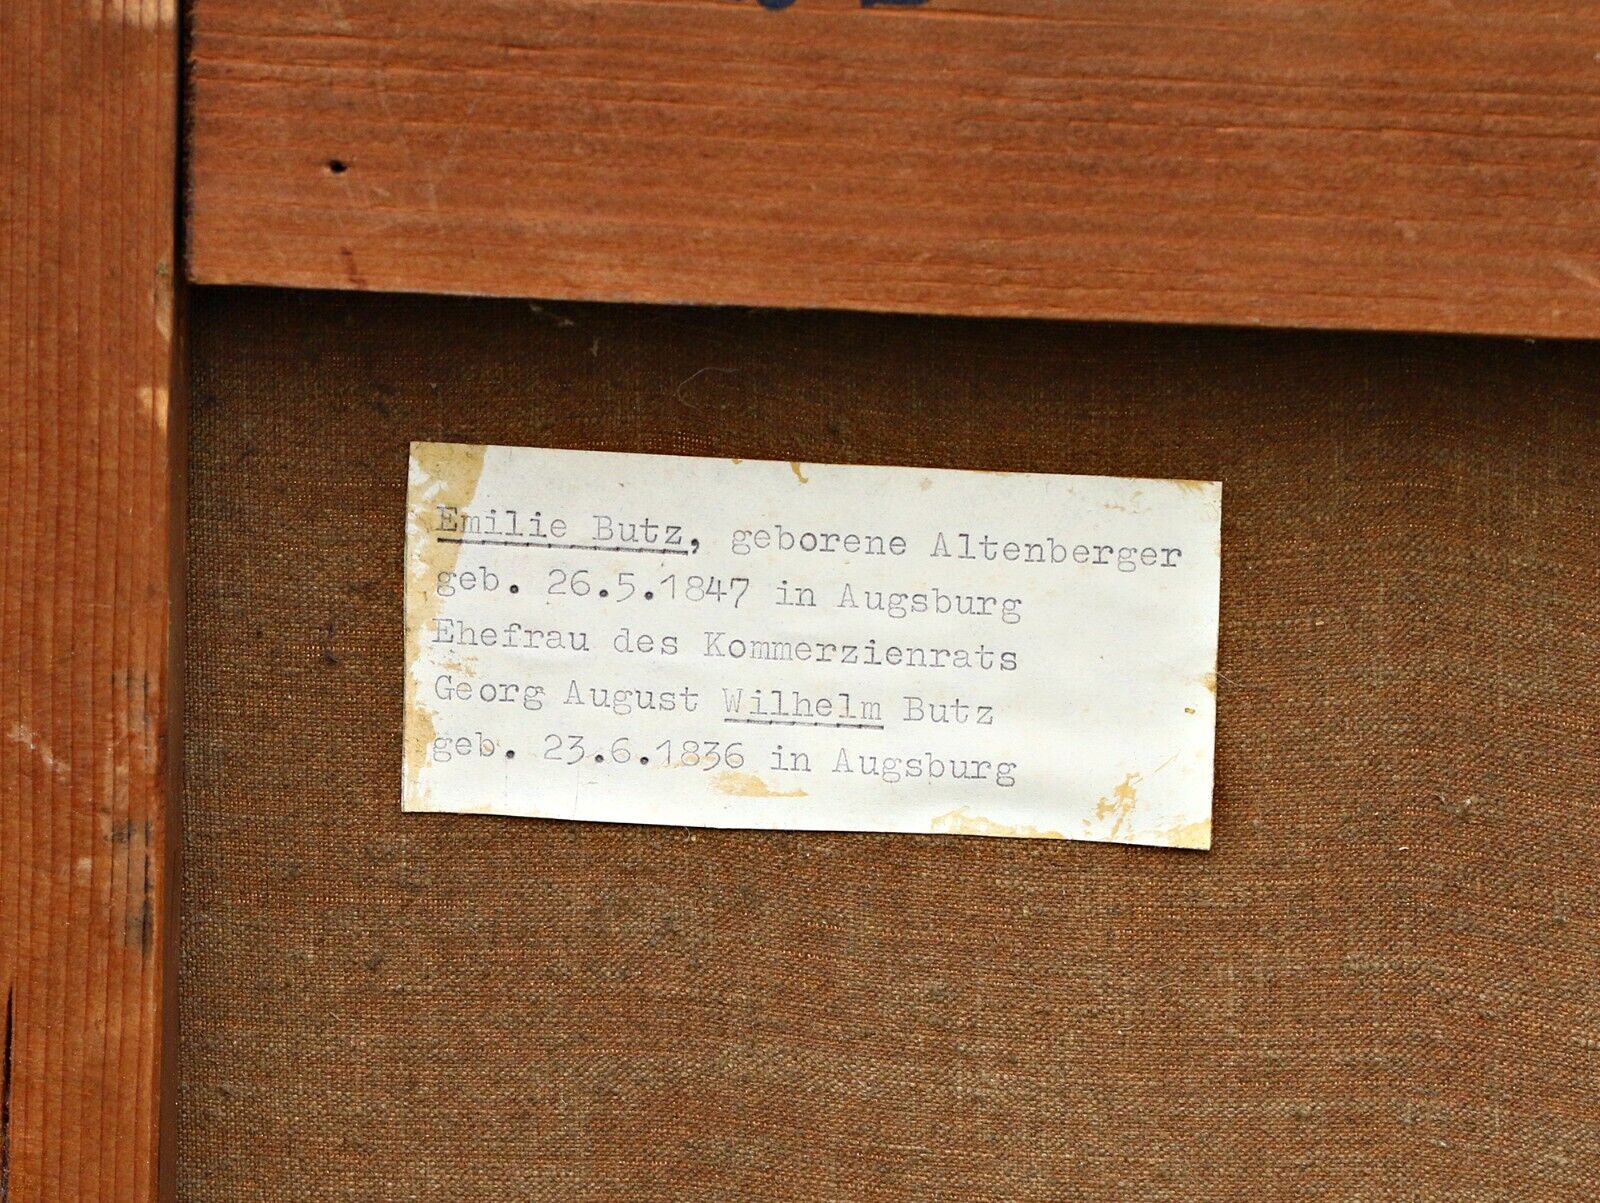 Emilie Butz, geborene Altenberger
geb. 26.5.1847 in Augsburg
Ehefrau des Kommerzienrats
Georg August Wilhelm Butz
geb. 23.6.1836 in Augsburg